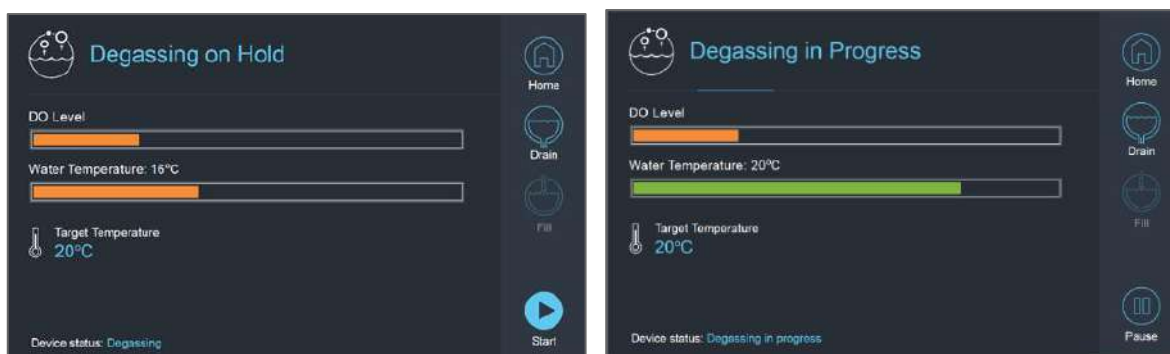 Degassing on Hold
Home
DO Level
Drain
Water Temperature: 16°C
Fill
Target Temperature
20°C
Start
Device status: Degassing
Degassing in Progress
Home
DO Level
Drain
Water Temperature: 20°C
Fill
Target Temperature
20°C
Pause
Device status: Degassing in progress